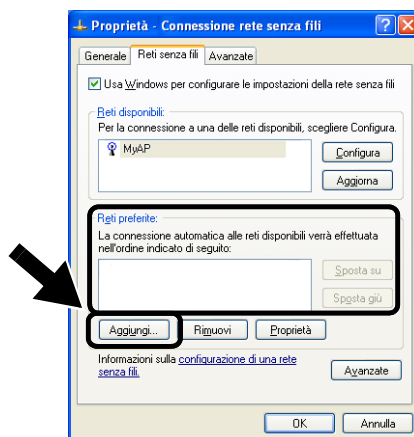 Proprietà - Connessione rete senza fili
Generale Reti senza fili Avanzate
Usa Windows per configurare le impostazioni della rete senza fili
Reti disponibili:
Per la connessione a una delle reti disponibili, scegliere Configura.
MyAP
Configura
Aggiorna
Reti preferite:
La connessione automatica alle reti disponibili verrà effettuata
nell'ordine indicato di seguito:
Sposta su
Sposta giù
Aggiungi... Rimuovi Proprietà
Informazioni sulla configurazione di una rete
senza fili.
Avanzate
OK Annulla